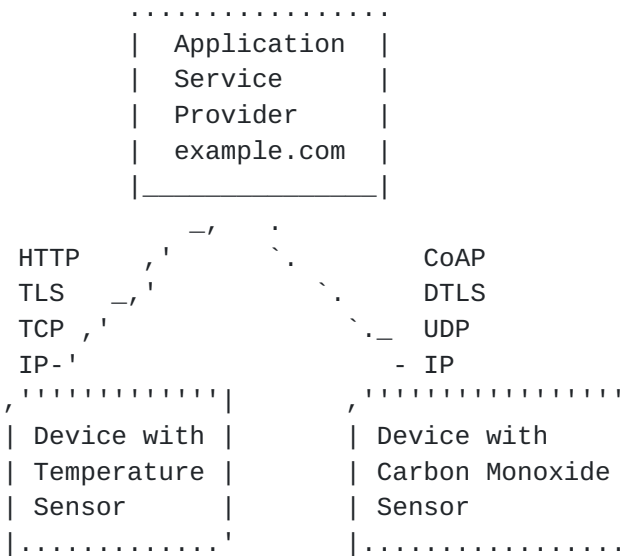 Application
Service
Provider
example.com
HTTP CoAP
TLS DTLS
TCP UDP
IP IP
Device with
Temperature
Sensor
Device with
Carbon Monoxide
Sensor